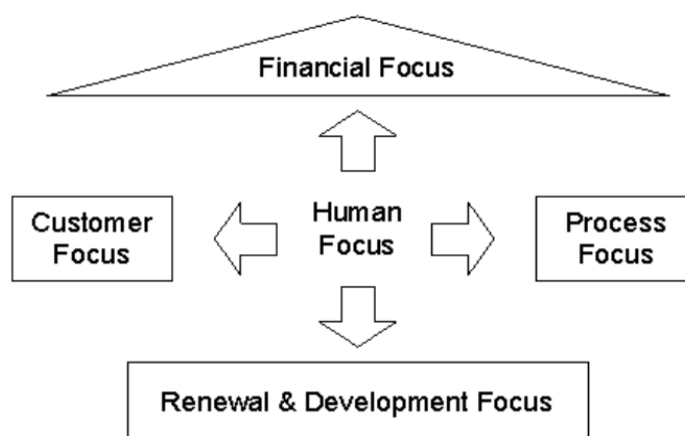 Financial Focus
Customer
Focus
Human
Focus
Process
Focus
Renewal & Development Focus